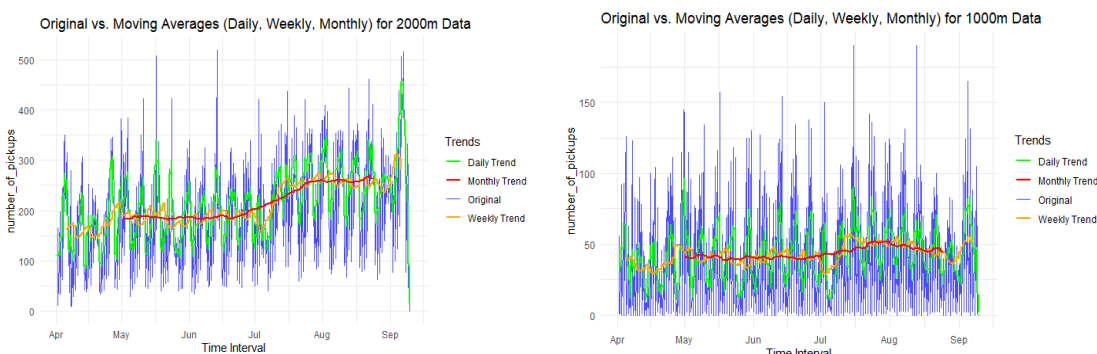 Original vs. Moving Averages (Daily, Weekly, Monthly) for 2000m Data
number_of_pickups
500
400
300
200
100
0
Apr May Jun Jul Aug Sep
Time Interval
Trends
Daily Trend
Monthly Trend
Original
Weekly Trend
Original vs. Moving Averages (Daily, Weekly, Monthly) for 1000m Data
number_of_pickups
150
100
50
0
Apr May Jun Jul Aug Sep
Time Interval
Trends
Daily Trend
Monthly Trend
Original
Weekly Trend